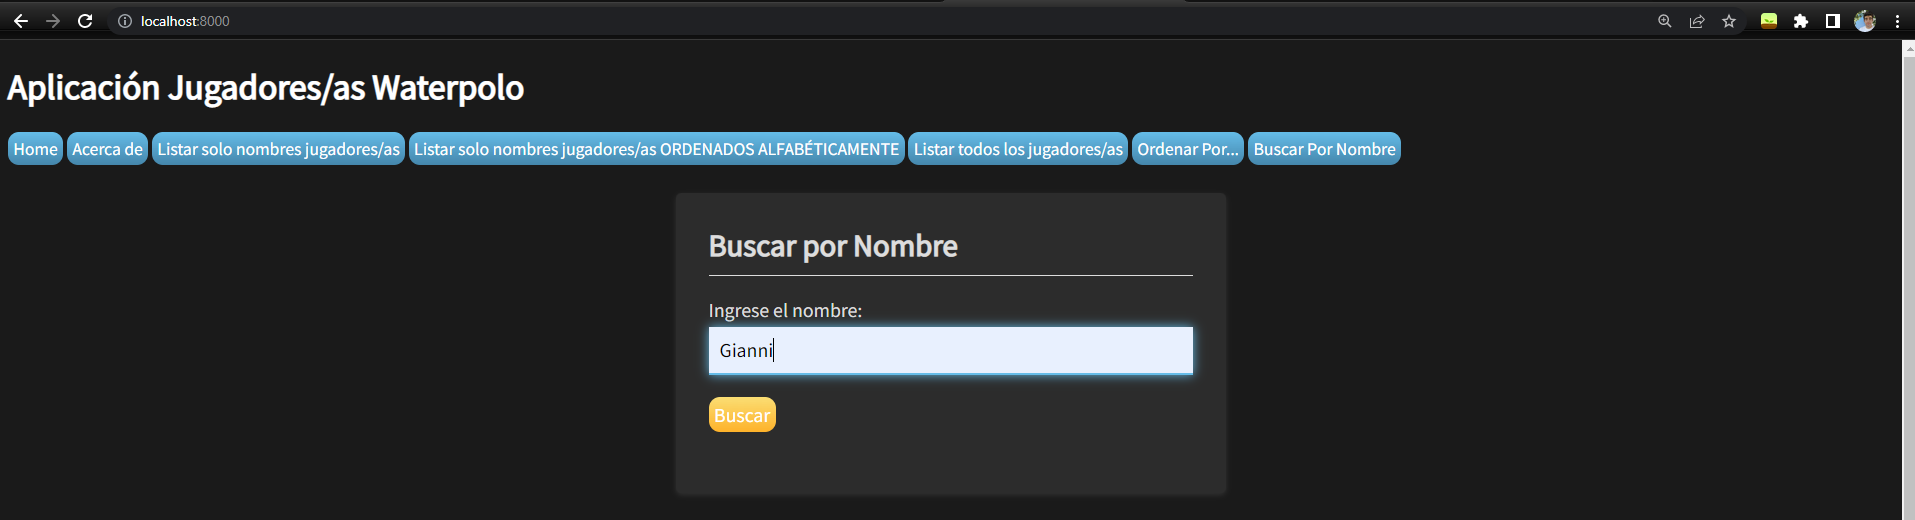 localhost:8000
Aplicación Jugadores/as Waterpolo
Home Acerca de Listar solo nombres jugadores/as Listar solo nombres jugadores/as ORDENADOS ALFABÉTICAMENTE Listar todos los jugadores/as Ordenar Por... Buscar Por Nombre
Buscar por Nombre
Ingrese el nombre:
Gianni
Buscar